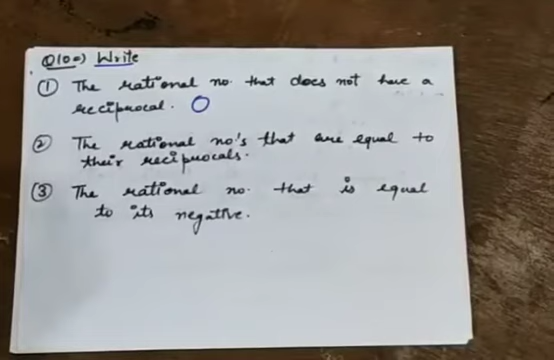 Q10) Write
① The rational no. that does not have a
reciprocal. 0
② The rational no's that are equal to
their reciprocals.
③ The rational no. that is equal
to its negative.